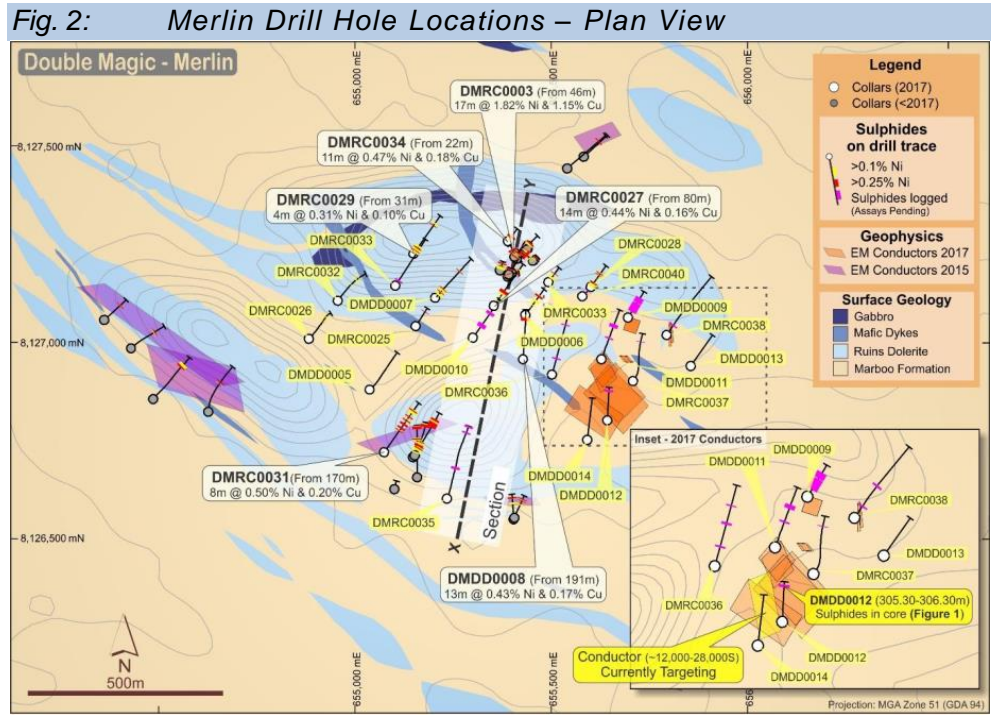 Fig. 2: Merlin Drill Hole Locations – Plan View
Double Magic - Merlin
655,000 mE
656,000 mE
8,127,500 mN
8,127,000 mN
8,126,500 mN
DMRC0003 (From 46m)
17m @ 1.82% Ni & 1.15% Cu
DMRC0034 (From 22m)
11m @ 0.47% Ni & 0.18% Cu
DMRC0029 (From 31m)
4m @ 0.31% Ni & 0.10% Cu
DMRC0027 (From 80m)
14m @ 0.44% Ni & 0.16% Cu
DMRC0033
DMRC0032
DMRC0026
DMDD0007
DMRC0025
DMDD0005
DMDD0010
DMRC0036
DMRC0028
DMRC0040
DMRC0033
DMDD0009
DMDD0006
DMRC0038
DMDD0013
DMDD0011
DMRC0037
DMDD0014
DMDD0012
Y
X
Section
DMRC0031 (From 170m)
8m @ 0.50% Ni & 0.20% Cu
DMRC0035
DMDD0008 (From 191m)
13m @ 0.43% Ni & 0.17% Cu
N
500m
655,000 mE
655,500 mE
Legend
Collars (2017)
Collars (<2017)
Sulphides
on drill trace
>0.1% Ni
>0.25% Ni
Sulphides logged
(Assays Pending)
Geophysics
EM Conductors 2017
EM Conductors 2015
Surface Geology
Gabbro
Mafic Dykes
Ruins Dolerite
Marboo Formation
Inset - 2017 Conductors
DMDD0009
DMDD0011
DMRC0038
DMDD0013
DMRC0037
DMRC0036
DMDD0012 (305.30-306.30m)
Sulphides in core (Figure 1)
Conductor (~12,000-28,000S)
Currently Targeting
DMDD0012
DMDD0014
Projection: MGA Zone 51 (GDA 94)